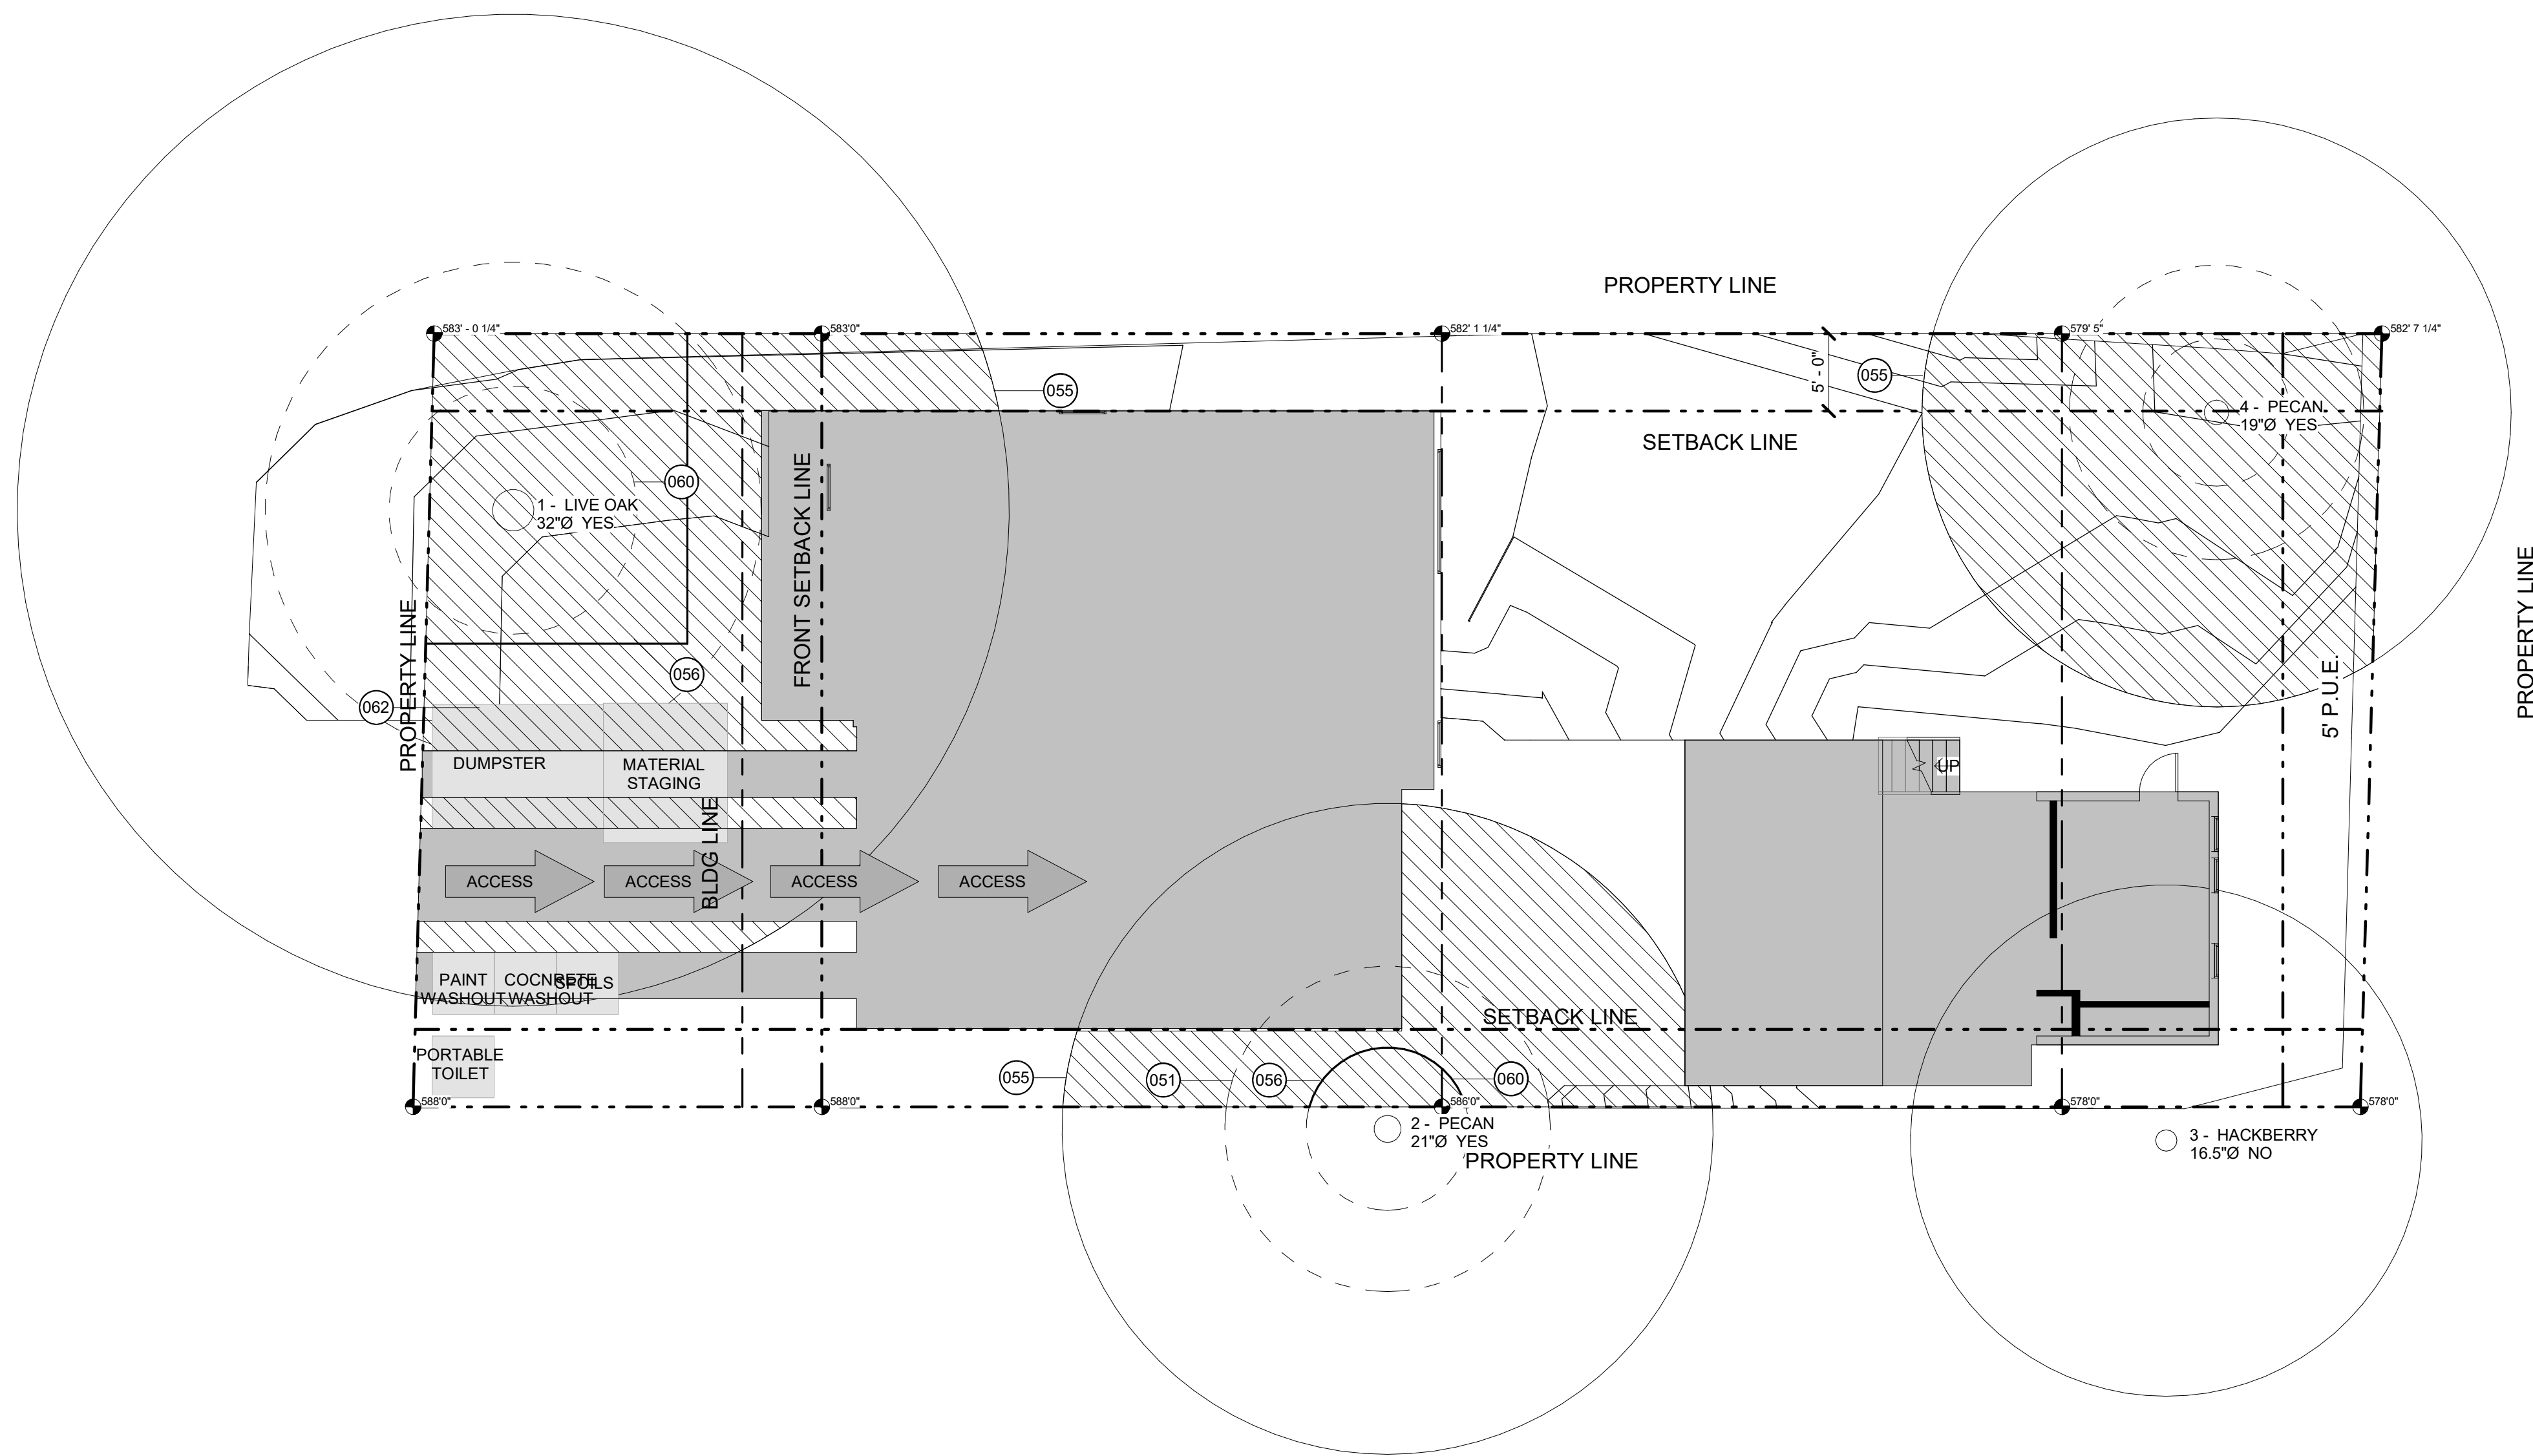 PROPERTY LINE
583' - 0 1/4"
583'0"
582' 1 1/4"
579' 5"
582' 7 1/4"
5' - 0"
055
055
4 - PECAN
19"Ø YES
SETBACK LINE
060
1 - LIVE OAK
32"Ø YES
FRONT SETBACK LINE
PROPERTY LINE
PROPERTY LINE
056
062
5' P.U.E.
DUMPSTER
MATERIAL
STAGING
UP
BLDG LINE
ACCESS
ACCESS
ACCESS
ACCESS
PAINT
WASHOUT
COCNRETE
WASHOUT
SPOILS
SETBACK LINE
PORTABLE
TOILET
055
051
056
060
588'0"
588'0"
586'0"
578'0"
578'0"
2 - PECAN
21"Ø YES
PROPERTY LINE
3 - HACKBERRY
16.5"Ø NO